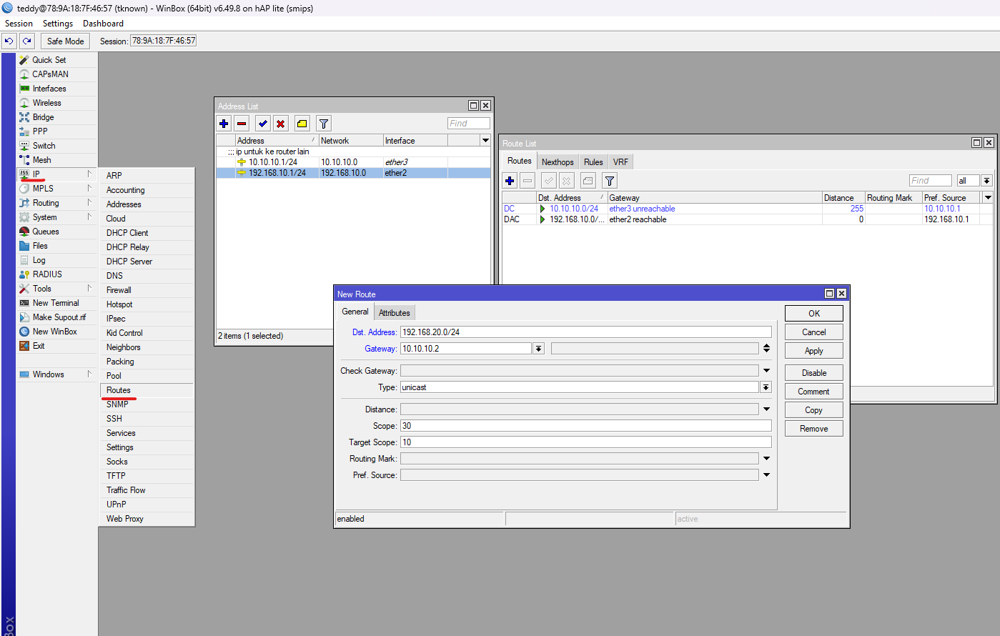 teddy@78:9A:18:7F:46:57 (tknown) - WinBox (64bit) v6.49.8 on hAP lite (smips)
Session Settings Dashboard
Safe Mode Session: 78:9A:18:7F:46:57
Quick Set
CAPsMAN
Interfaces
Wireless
Bridge
PPP
Switch
Mesh
IP
MPLS
Routing
System
Queues
Files
Log
RADIUS
Tools
New Terminal
Make Supout.rif
New WinBox
Exit
Windows
ARP
Accounting
Addresses
Cloud
DHCP Client
DHCP Relay
DHCP Server
DNS
Firewall
Hotspot
IPsec
Kid Control
Neighbors
Packing
Pool
Routes
SNMP
SSH
Services
Settings
Socks
TFTP
Traffic Flow
UPnP
Web Proxy
Address List
Find
Address Network Interface
;;; ip untuk ke router lain
10.10.10.1/24 10.10.10.0 ether3
192.168.10.1/24 192.168.10.0 ether2
2 items (1 selected)
Route List
Routes Nexthops Rules VRF
Find all
Dst. Address Gateway Distance Routing Mark Pref. Source
DC 10.10.10.0/24 ether3 unreachable 255 10.10.10.1
DAC 192.168.10.0/... ether2 reachable 0 192.168.10.1
New Route
General Attributes
Dst. Address: 192.168.20.0/24
Gateway: 10.10.10.2
Check Gateway:
Type: unicast
Distance:
Scope: 30
Target Scope: 10
Routing Mark:
Pref. Source:
OK
Cancel
Apply
Disable
Comment
Copy
Remove
enabled active
Box